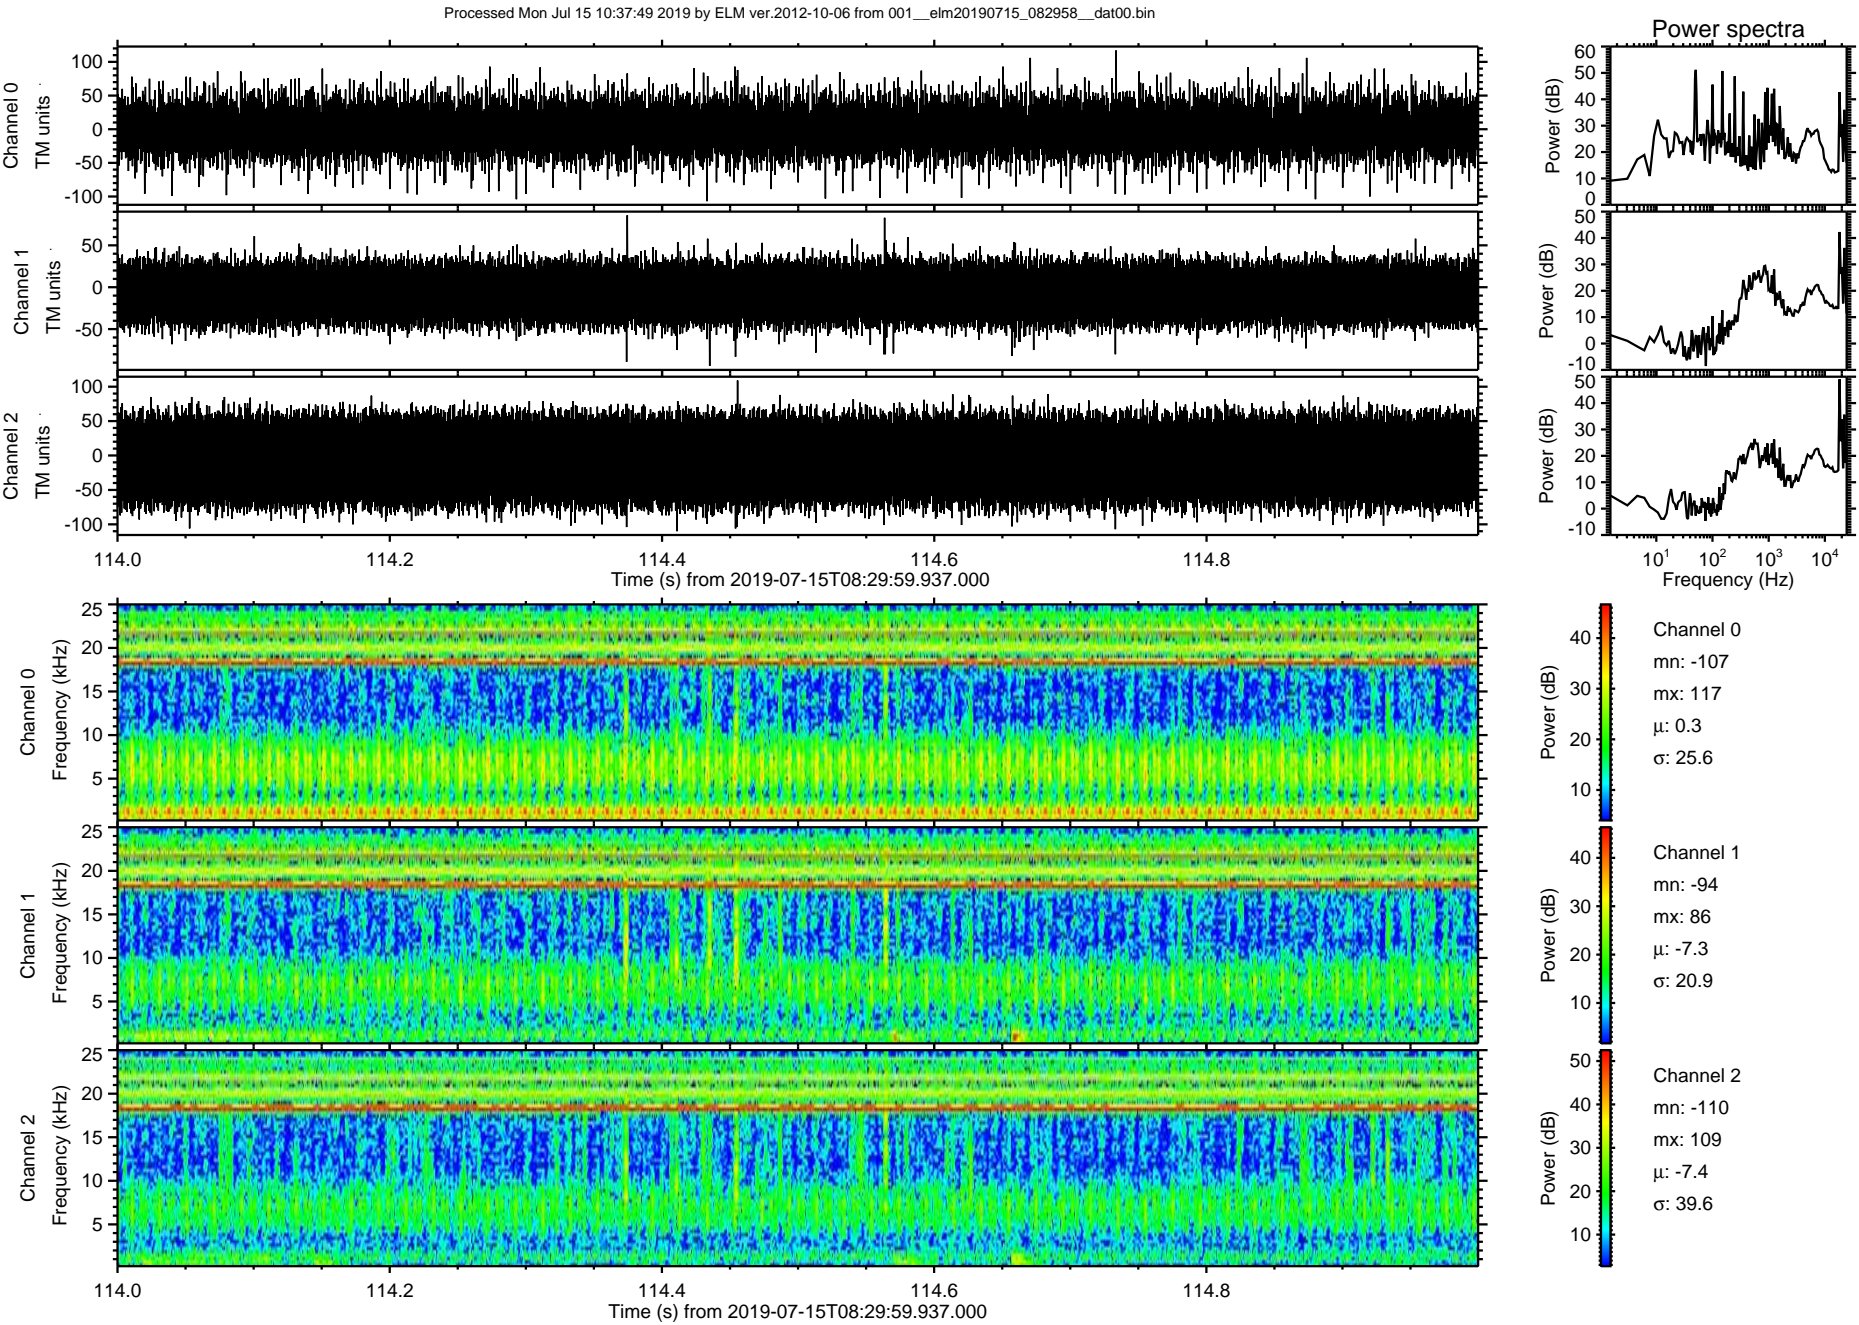 Processed Mon Jul 15 10:37:49 2019 by ELM ver.2012-10-06 from 001__elm20190715_082958__dat00.bin
Power spectra
Channel 0
TM units
100
50
0
-50
-100
Power (dB)
60
50
40
30
20
10
0
Channel 1
TM units
50
0
-50
Power (dB)
50
40
30
20
10
0
-10
Channel 2
TM units
100
50
0
-50
-100
Power (dB)
50
40
30
20
10
0
-10
114.0 114.2 114.4 114.6 114.8
Time (s) from 2019-07-15T08:29:59.937.000
10¹ 10² 10³ 10⁴
Frequency (Hz)
Channel 0
Frequency (kHz)
25
20
15
10
5
Power (dB)
40
30
20
10
Channel 0
mn: -107
mx: 117
μ: 0.3
σ: 25.6
Channel 1
Frequency (kHz)
25
20
15
10
5
Power (dB)
40
30
20
10
Channel 1
mn: -94
mx: 86
μ: -7.3
σ: 20.9
Channel 2
Frequency (kHz)
25
20
15
10
5
Power (dB)
50
40
30
20
10
Channel 2
mn: -110
mx: 109
μ: -7.4
σ: 39.6
114.0 114.2 114.4 114.6 114.8
Time (s) from 2019-07-15T08:29:59.937.000